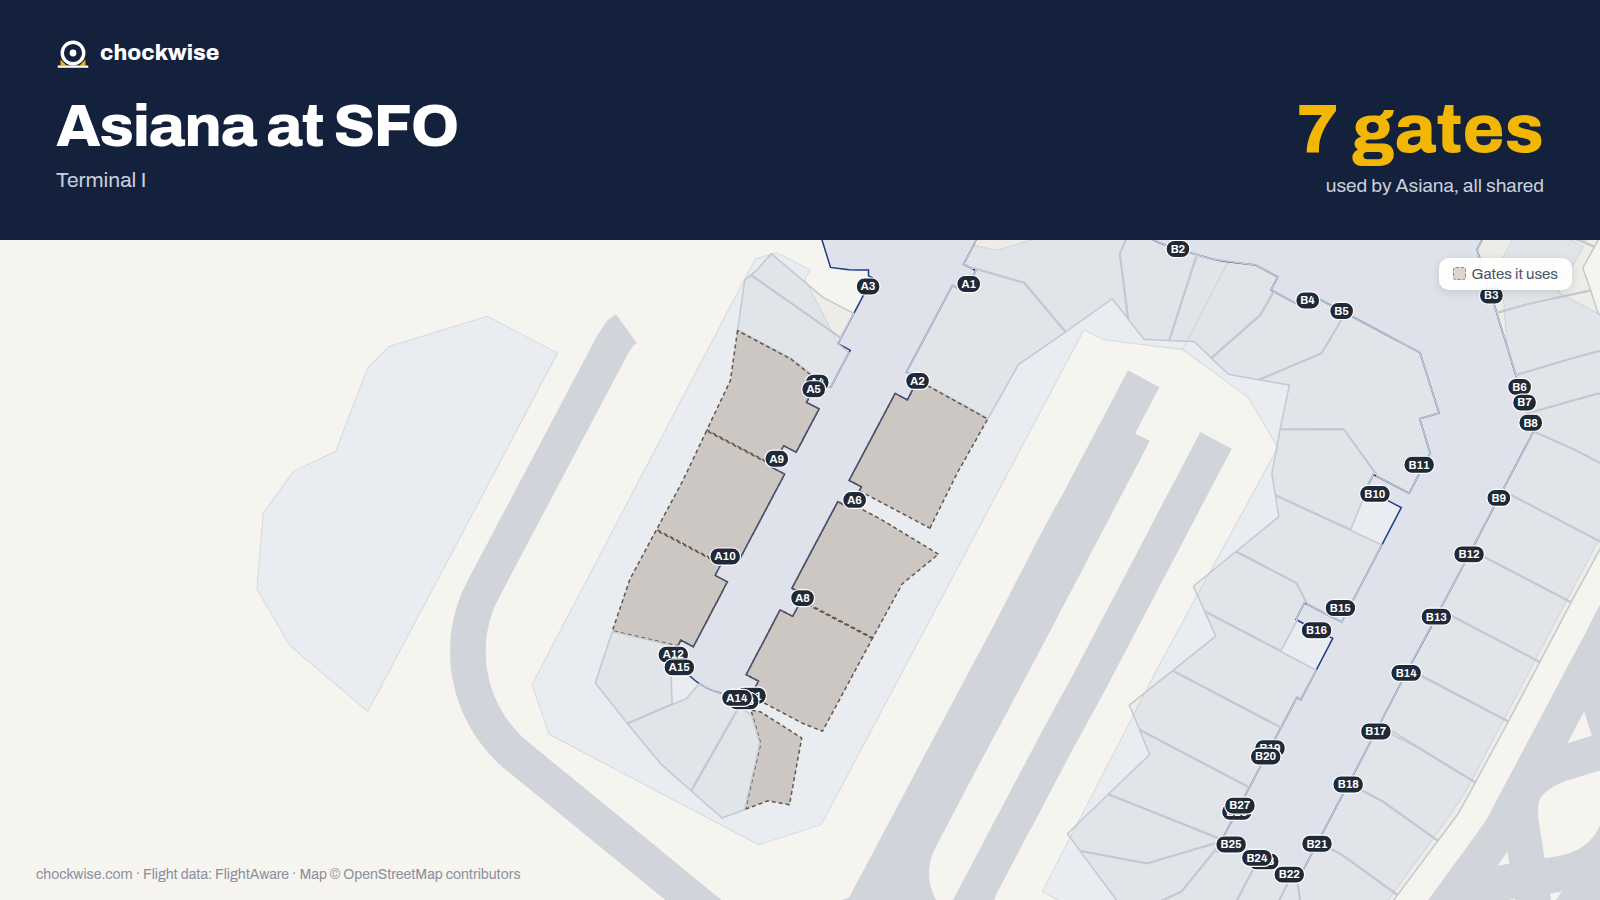 chockwise
Asiana at SFO
Terminal I
7 gates
used by Asiana, all shared
Gates it uses
B2
A3
A1
B3
B4
B5
A5
A2
B6
B7
B8
A9
B11
B10
A6
B9
A10
B12
A8
B15
B13
B16
A12
A15
B14
A14
B17
B20
B18
B27
B25
B21
B24
B22
chockwise.com · Flight data: FlightAware · Map © OpenStreetMap contributors